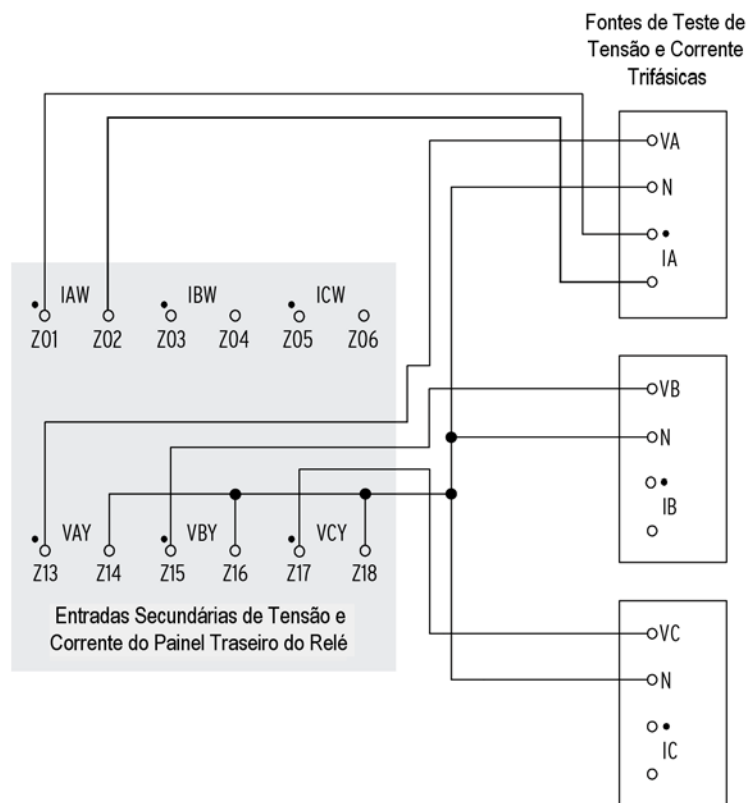 Fontes de Teste de
Tensão e Corrente
Trifásicas
VA
N
IA
IAW IBW ICW
Z01 Z02 Z03 Z04 Z05 Z06
VB
N
IB
VAY VBY VCY
Z13 Z14 Z15 Z16 Z17 Z18
Entradas Secundárias de Tensão e
Corrente do Painel Traseiro do Relé
VC
N
IC